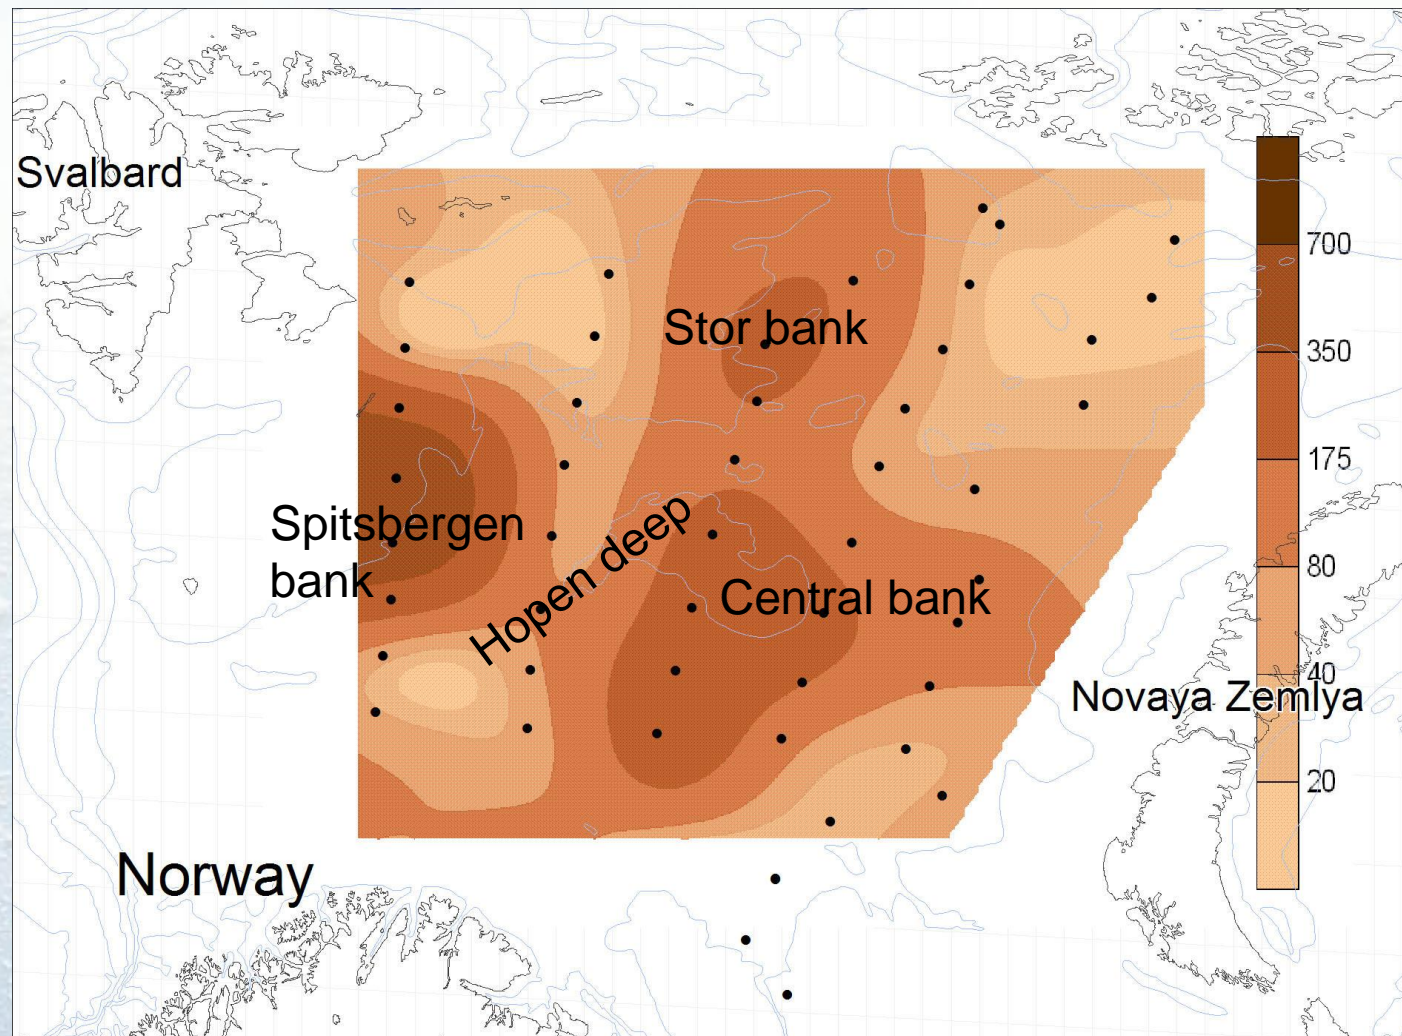 Svalbard
700
Stor bank
350
175
Spitsbergen
bank
Hopen deep
80
Central bank
40
Novaya Zemlya
20
Norway